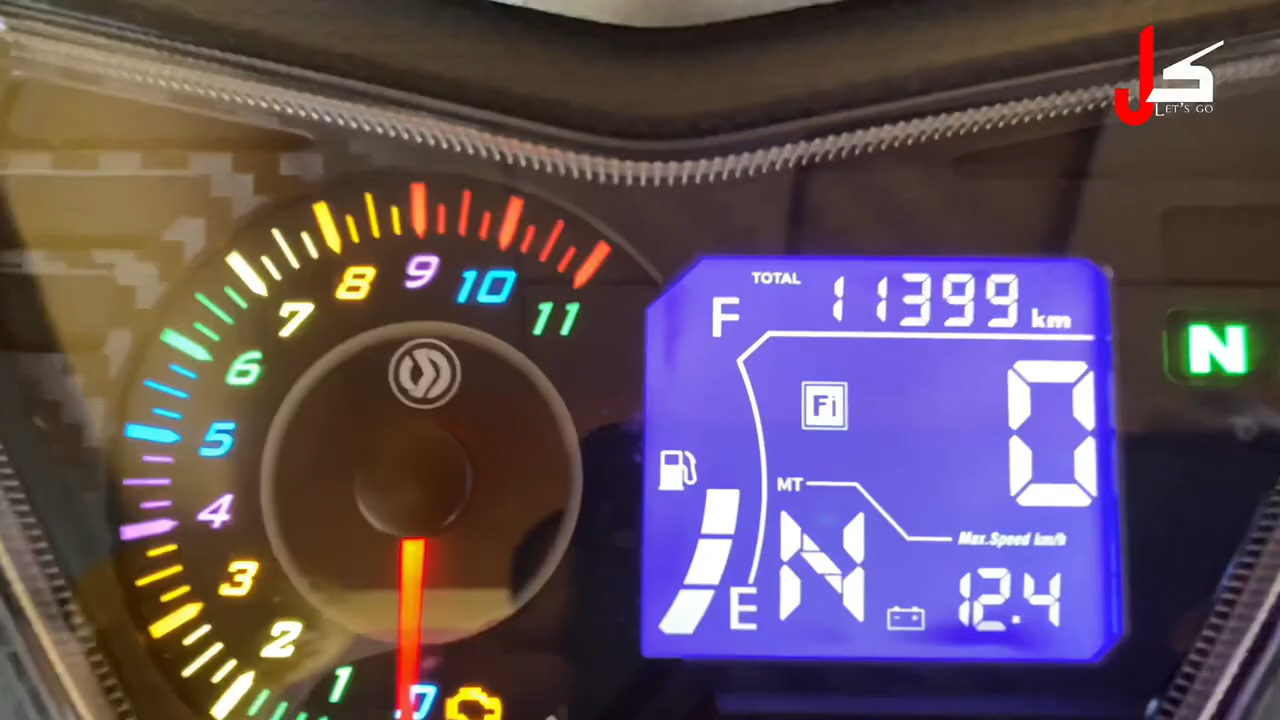 J ک
LET'S GO
TOTAL 11399 km
F
Fi
0
N
MT
Max.Speed km/h
N
E
12.4
11
10
9
8
7
6
5
4
3
2
1
0